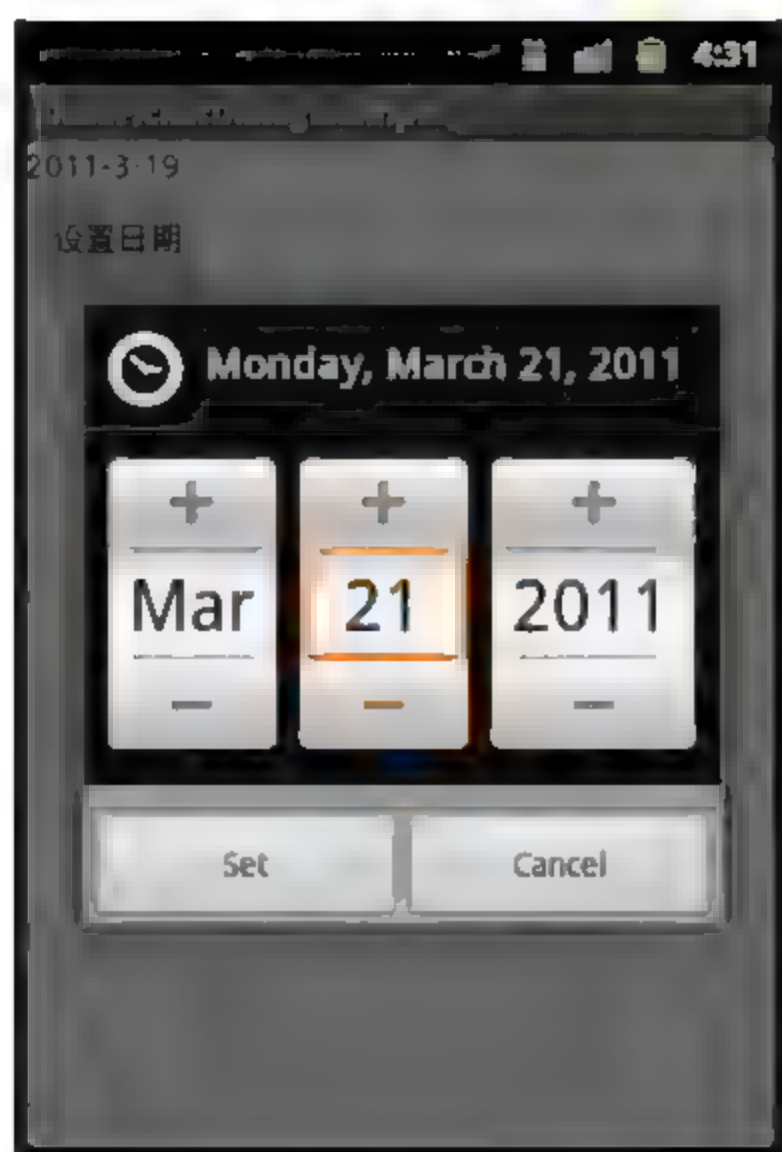 4:31
2011-3-19
设置日期
Monday, March 21, 2011
+ + +
Mar 21 2011
- - -
Set Cancel